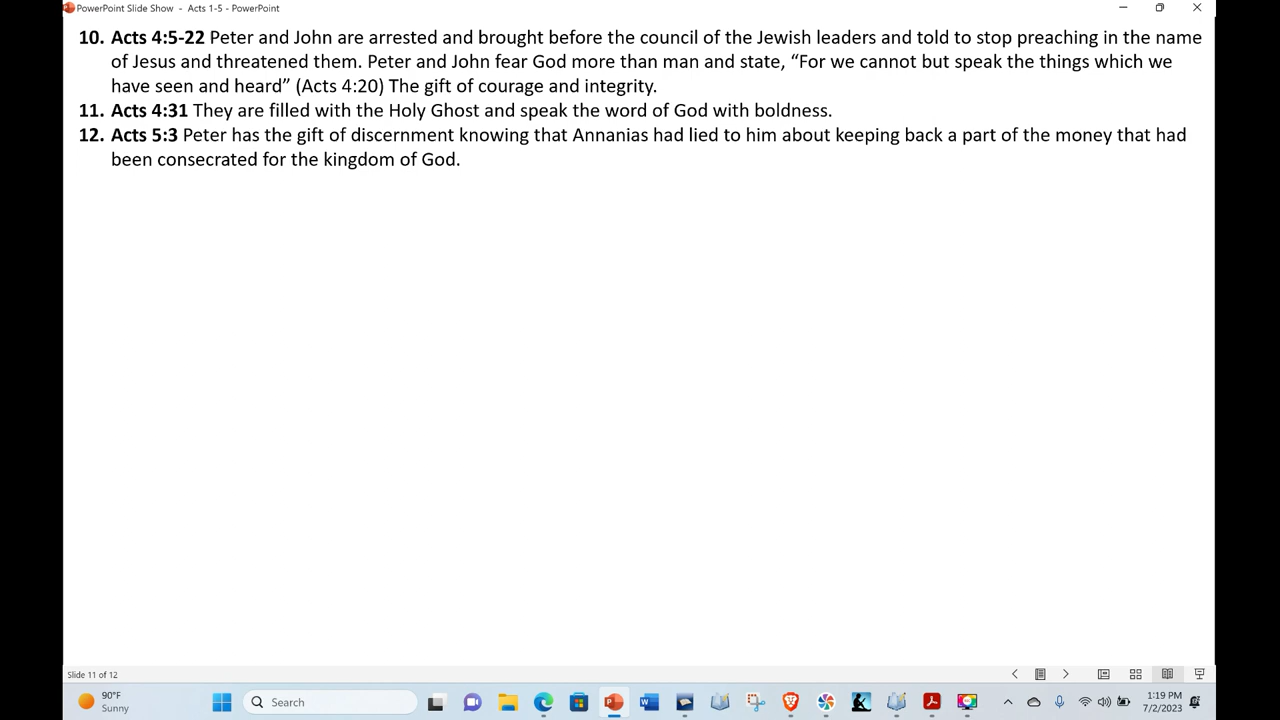 PowerPoint Slide Show - Acts 1-5 - PowerPoint
10. Acts 4:5-22 Peter and John are arrested and brought before the council of the Jewish leaders and told to stop preaching in the name
of Jesus and threatened them. Peter and John fear God more than man and state, “For we cannot but speak the things which we
have seen and heard” (Acts 4:20) The gift of courage and integrity.
11. Acts 4:31 They are filled with the Holy Ghost and speak the word of God with boldness.
12. Acts 5:3 Peter has the gift of discernment knowing that Annanias had lied to him about keeping back a part of the money that had
been consecrated for the kingdom of God.
Slide 11 of 12
90°F
Sunny
Search
1:19 PM
7/2/2023